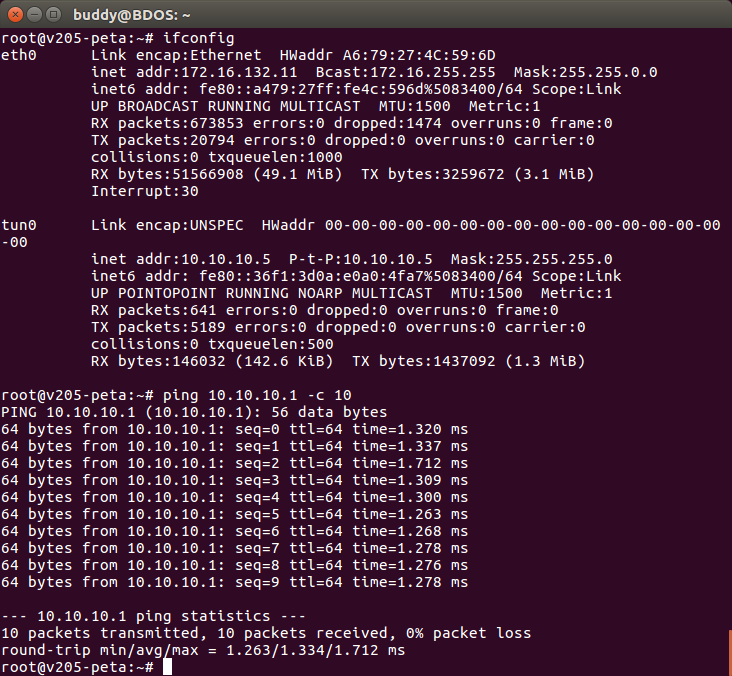 buddy@BDOS: ~
root@v205-peta:~# ifconfig
eth0      Link encap:Ethernet  HWaddr A6:79:27:4C:59:6D
          inet addr:172.16.132.11  Bcast:172.16.255.255  Mask:255.255.0.0
          inet6 addr: fe80::a479:27ff:fe4c:596d%5083400/64 Scope:Link
          UP BROADCAST RUNNING MULTICAST  MTU:1500  Metric:1
          RX packets:673853 errors:0 dropped:1474 overruns:0 frame:0
          TX packets:20794 errors:0 dropped:0 overruns:0 carrier:0
          collisions:0 txqueuelen:1000
          RX bytes:51566908 (49.1 MiB)  TX bytes:3259672 (3.1 MiB)
          Interrupt:30
tun0      Link encap:UNSPEC  HWaddr 00-00-00-00-00-00-00-00-00-00-00-00-00-00-00
-00
          inet addr:10.10.10.5  P-t-P:10.10.10.5  Mask:255.255.255.0
          inet6 addr: fe80::36f1:3d0a:e0a0:4fa7%5083400/64 Scope:Link
          UP POINTOPOINT RUNNING NOARP MULTICAST  MTU:1500  Metric:1
          RX packets:641 errors:0 dropped:0 overruns:0 frame:0
          TX packets:5189 errors:0 dropped:0 overruns:0 carrier:0
          collisions:0 txqueuelen:500
          RX bytes:146032 (142.6 KiB)  TX bytes:1437092 (1.3 MiB)
root@v205-peta:~# ping 10.10.10.1 -c 10
PING 10.10.10.1 (10.10.10.1): 56 data bytes
64 bytes from 10.10.10.1: seq=0 ttl=64 time=1.320 ms
64 bytes from 10.10.10.1: seq=1 ttl=64 time=1.337 ms
64 bytes from 10.10.10.1: seq=2 ttl=64 time=1.712 ms
64 bytes from 10.10.10.1: seq=3 ttl=64 time=1.309 ms
64 bytes from 10.10.10.1: seq=4 ttl=64 time=1.300 ms
64 bytes from 10.10.10.1: seq=5 ttl=64 time=1.263 ms
64 bytes from 10.10.10.1: seq=6 ttl=64 time=1.268 ms
64 bytes from 10.10.10.1: seq=7 ttl=64 time=1.278 ms
64 bytes from 10.10.10.1: seq=8 ttl=64 time=1.276 ms
64 bytes from 10.10.10.1: seq=9 ttl=64 time=1.278 ms
--- 10.10.10.1 ping statistics ---
10 packets transmitted, 10 packets received, 0% packet loss
round-trip min/avg/max = 1.263/1.334/1.712 ms
root@v205-peta:~#